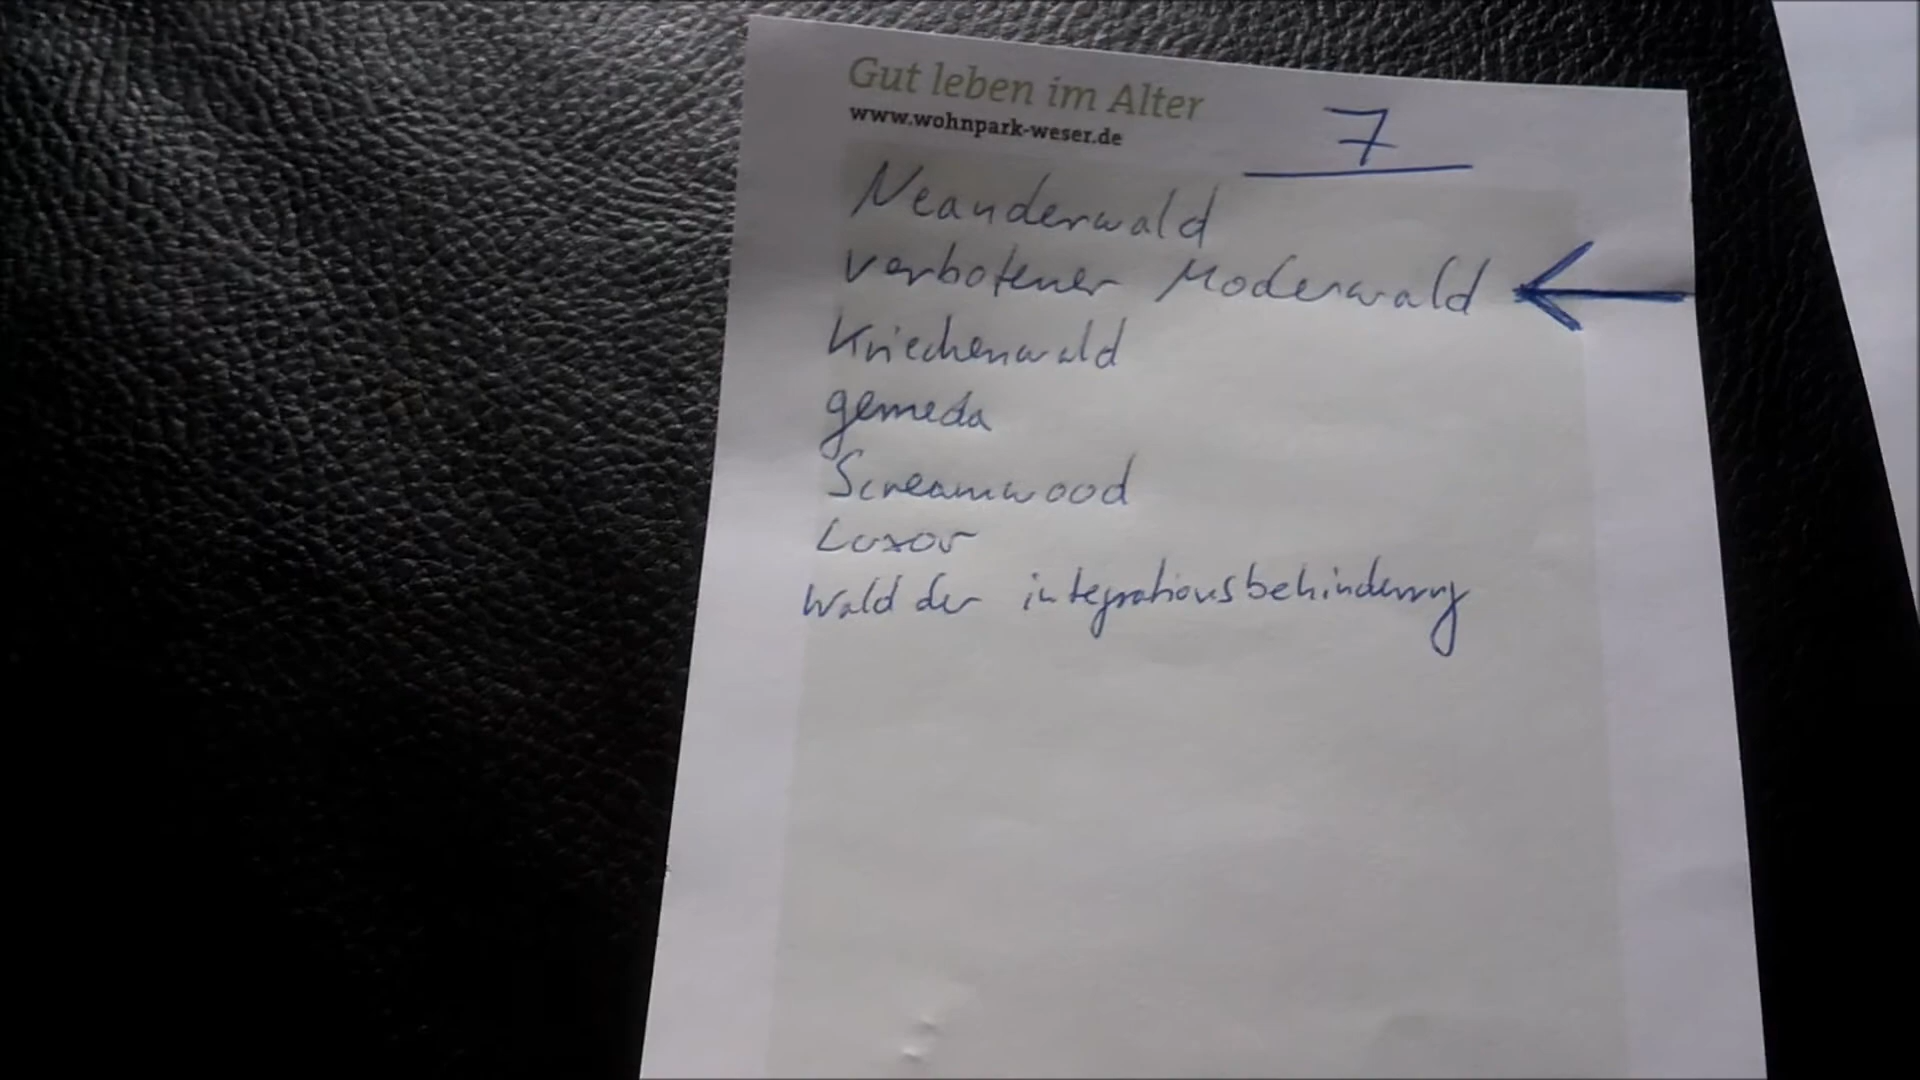 Gut leben im Alter
www.wohnpark-weser.de
7
Neanderwald
verbotener Moderwald
Kriechenwald
gemeda
Screamwood
Luxor
Wald der integrationsbehinderung